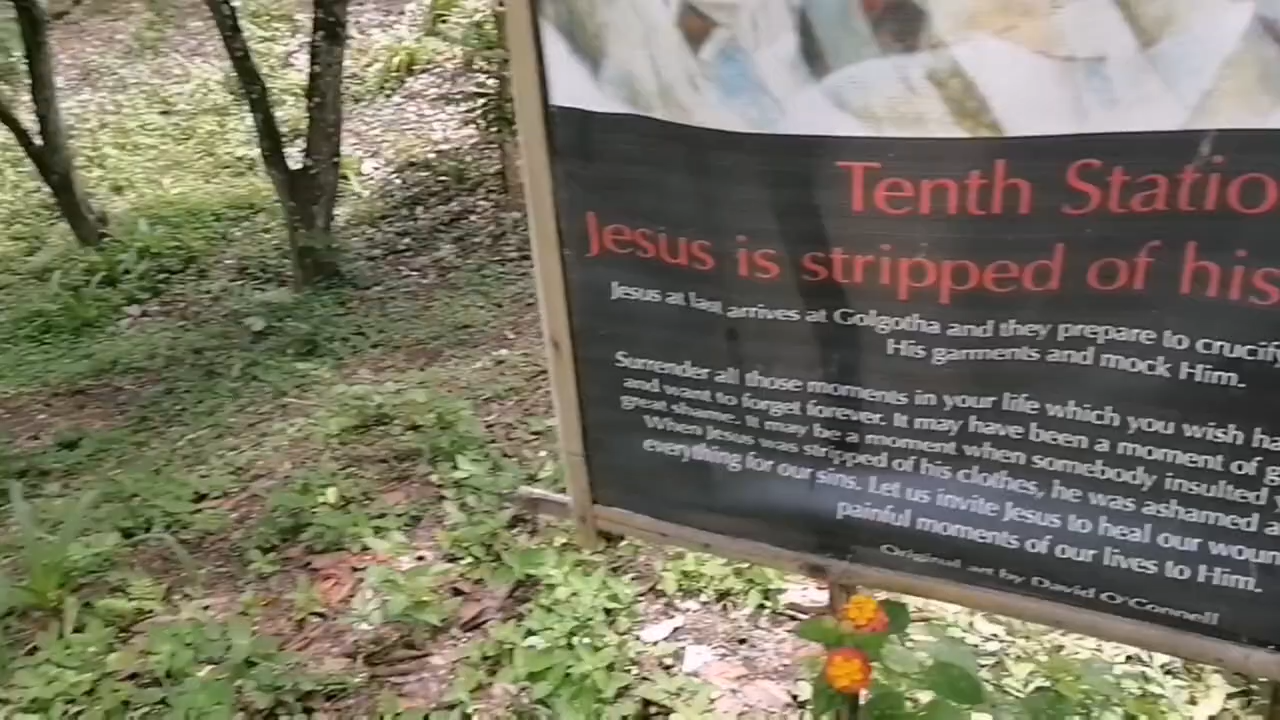 Tenth Statio
Jesus is stripped of his
Jesus at last arrives at Golgotha and they prepare to crucify
His garments and mock Him.
Surrender all those moments in your life which you wish ha
and want to forget forever. It may have been a moment of g
great shame. It may be a moment when somebody insulted y
When Jesus was stripped of his clothes, he was ashamed a
everything for our sins. Let us invite Jesus to heal our woun
painful moments of our lives to Him.
Original art by David O'Connell